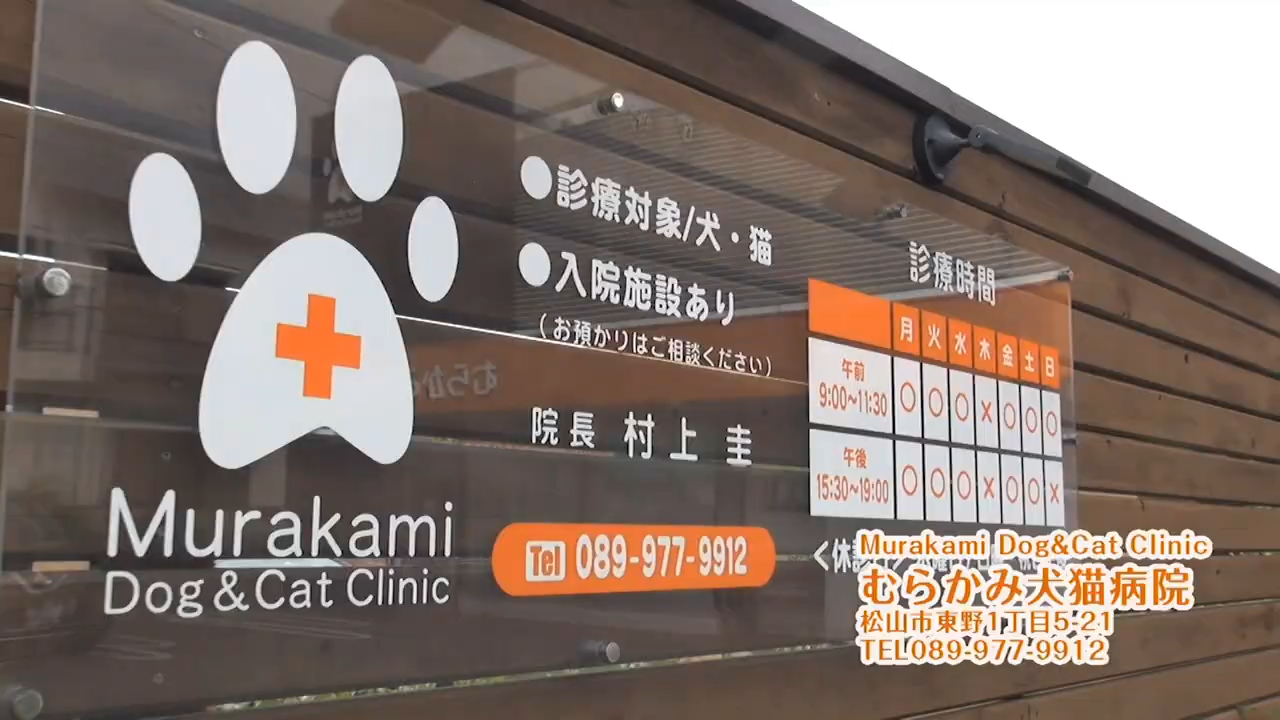 ●診療対象/犬・猫
●入院施設あり
(お預かりはご相談ください)
院長 村上 圭
Tel 089-977-9912
Murakami
Dog&Cat Clinic
診療時間
月 火 水 木 金 土 日
午前 9:00~11:30 ○ ○ ○ × ○ ○ ○
午後 15:30~19:00 ○ ○ ○ × ○ ○ ×
Murakami Dog&Cat Clinic
むらかみ犬猫病院
松山市東野1丁目5-21
TEL089-977-9912